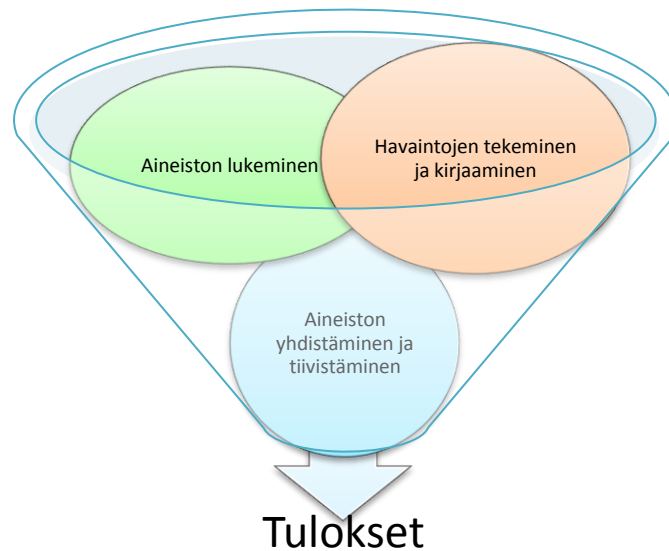 Aineiston lukeminen
Havaintojen tekeminen
ja kirjaaminen
Aineiston
yhdistäminen ja
tiivistäminen
Tulokset